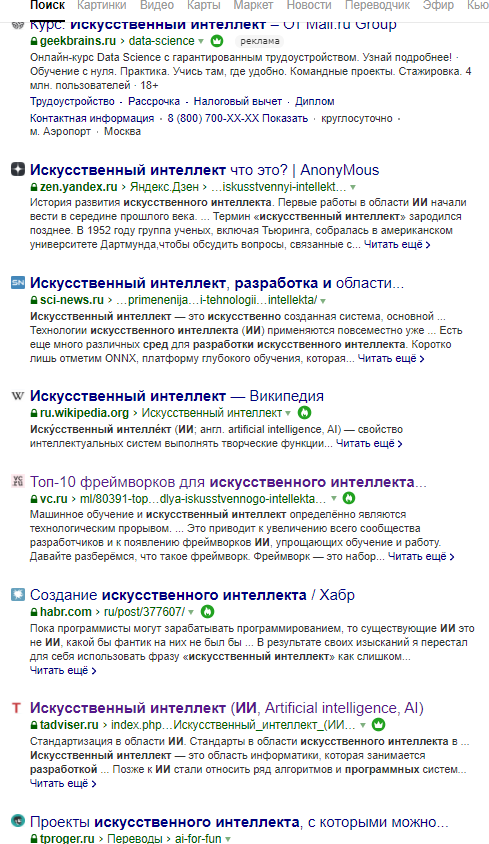 Поиск Картинки Видео Карты Маркет Новости Переводчик Эфир Кью
Курс. Искусственный интеллект – От Mail.ru Group
geekbrains.ru › data-science реклама
Онлайн-курс Data Science с гарантированным трудоустройством. Узнай подробнее! ·
Обучение с нуля. Практика. Учись там, где удобно. Командные проекты. Стажировка. 4
млн. пользователей · 18+
Трудоустройство · Рассрочка · Налоговый вычет · Диплом
Контактная информация · 8 (800) 700-XX-XX Показать · круглосуточно ·
м. Аэропорт · Москва
Искусственный интеллект что это? | AnonyMous
zen.yandex.ru › Яндекс.Дзен › …iskusstvennyi-intellekt…
История развития искусственного интеллекта. Первые работы в области ИИ начали
вести в середине прошлого века. ... Термин «искусственный интеллект» зародился
позднее. В 1952 году группа ученых, включая Тьюринга, собралась в американском
университете Дартмунда,чтобы обсудить вопросы, связанные с... Читать ещё ›
SN Искусственный интеллект, разработка и области...
sci-news.ru › …primenenija…i-tehnologii…intellekta/
Искусственный интеллект — это искусственно созданная система, основной ...
Технологии искусственного интеллекта (ИИ) применяются повсеместно уже ... Есть
еще много различных сред для разработки искусственного интеллекта. Коротко
лишь отметим ONNX, платформу глубокого обучения, которая... Читать ещё ›
W Искусственный интеллект — Википедия
ru.wikipedia.org › Искусственный интеллект
Иску́сственный интелле́кт (ИИ; англ. artificial intelligence, AI) — свойство
интеллектуальных систем выполнять творческие функции... Читать ещё ›
VC RU Топ-10 фреймворков для искусственного интеллекта...
vc.ru › ml/80391-top…dlya-iskusstvennogo-intellekta…
Машинное обучение и искусственный интеллект определённо являются
технологическим прорывом. ... Это приводит к увеличению всего сообщества
разработчиков и к появлению фреймворков ИИ, упрощающих обучение и работу.
Давайте разберёмся, что такое фреймворк. Фреймворк — это набор... Читать ещё ›
Создание искусственного интеллекта / Хабр
habr.com › ru/post/377607/
Пока программисты могут зарабатывать программированием, то существующие ИИ это
не ИИ, какой бы фантик на них не был бы ... В результате своих изысканий я перестал
для себя использовать фразу «искусственный интеллект» как слишком...
Читать ещё ›
T Искусственный интеллект (ИИ, Artificial intelligence, AI)
tadviser.ru › index.php…Искусственный_интеллект_(ИИ…
Стандартизация в области ИИ. Стандарты в области искусственного интеллекта в ...
Искусственный интеллект — это область информатики, которая занимается
разработкой ... Позже к ИИ стали относить ряд алгоритмов и программных систем...
Читать ещё ›
Проекты искусственного интеллекта, с которыми можно...
tproger.ru › Переводы › ai-for-fun